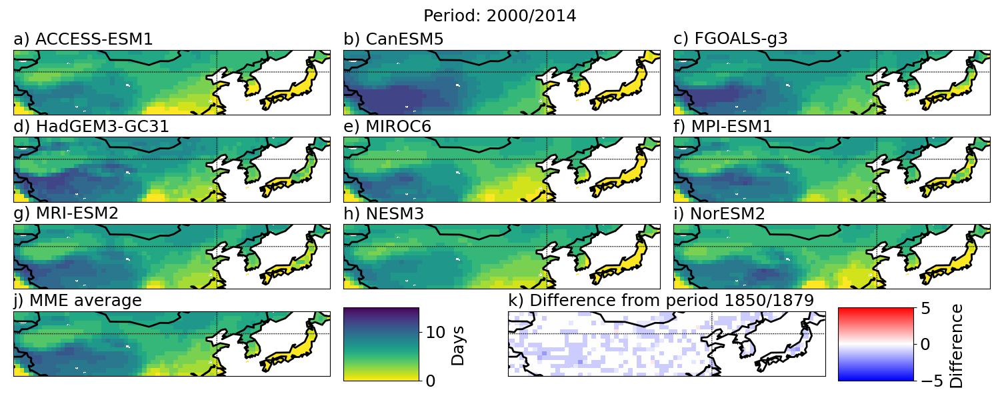 Period: 2000/2014
a) ACCESS-ESM1
b) CanESM5
c) FGOALS-g3
d) HadGEM3-GC31
e) MIROC6
f) MPI-ESM1
g) MRI-ESM2
h) NESM3
i) NorESM2
j) MME average
10
0
Days
k) Difference from period 1850/1879
5
0
−5
Difference